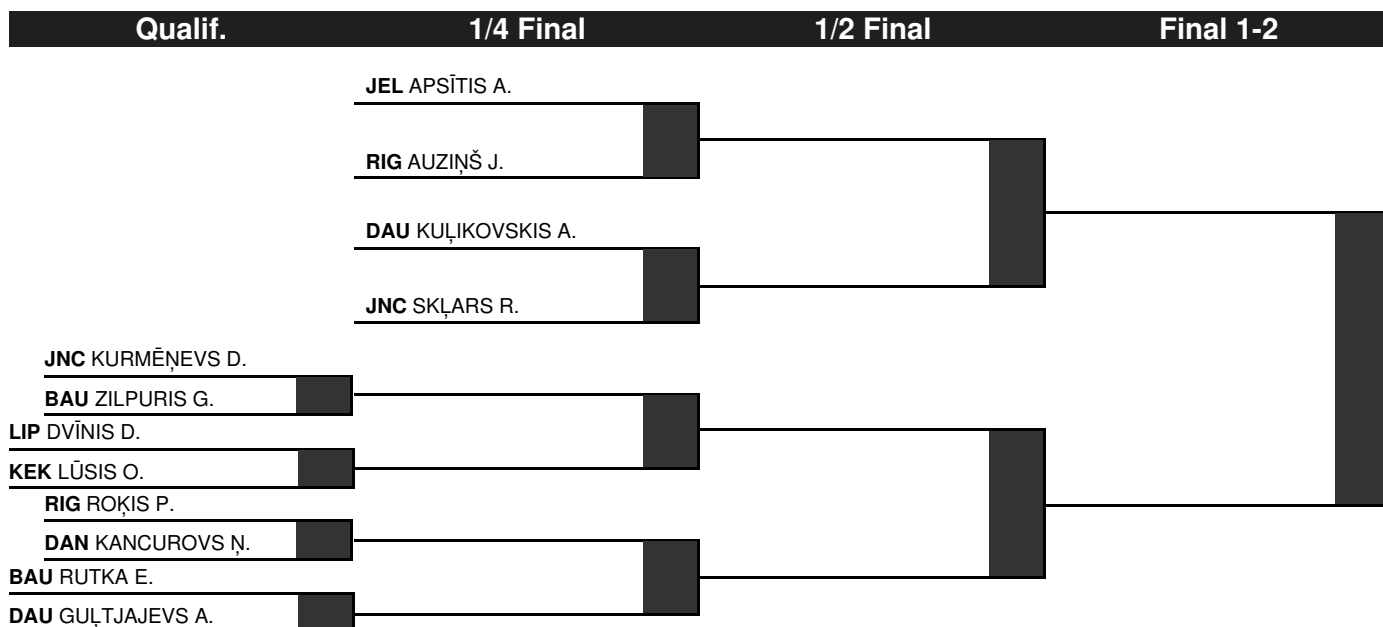 Qualif. 1/4 Final 1/2 Final Final 1-2
JEL APSĪTIS A.
RIG AUZIŅŠ J.
DAU KUĻIKOVSKIS A.
JNC SKĻARS R.
JNC KURMĒŅEVS D.
BAU ZILPURIS G.
LIP DVĪNIS D.
KEK LŪSIS O.
RIG ROĶIS P.
DAN KANCUROVS Ņ.
BAU RUTKA E.
DAU GUĻTJAJEVS A.